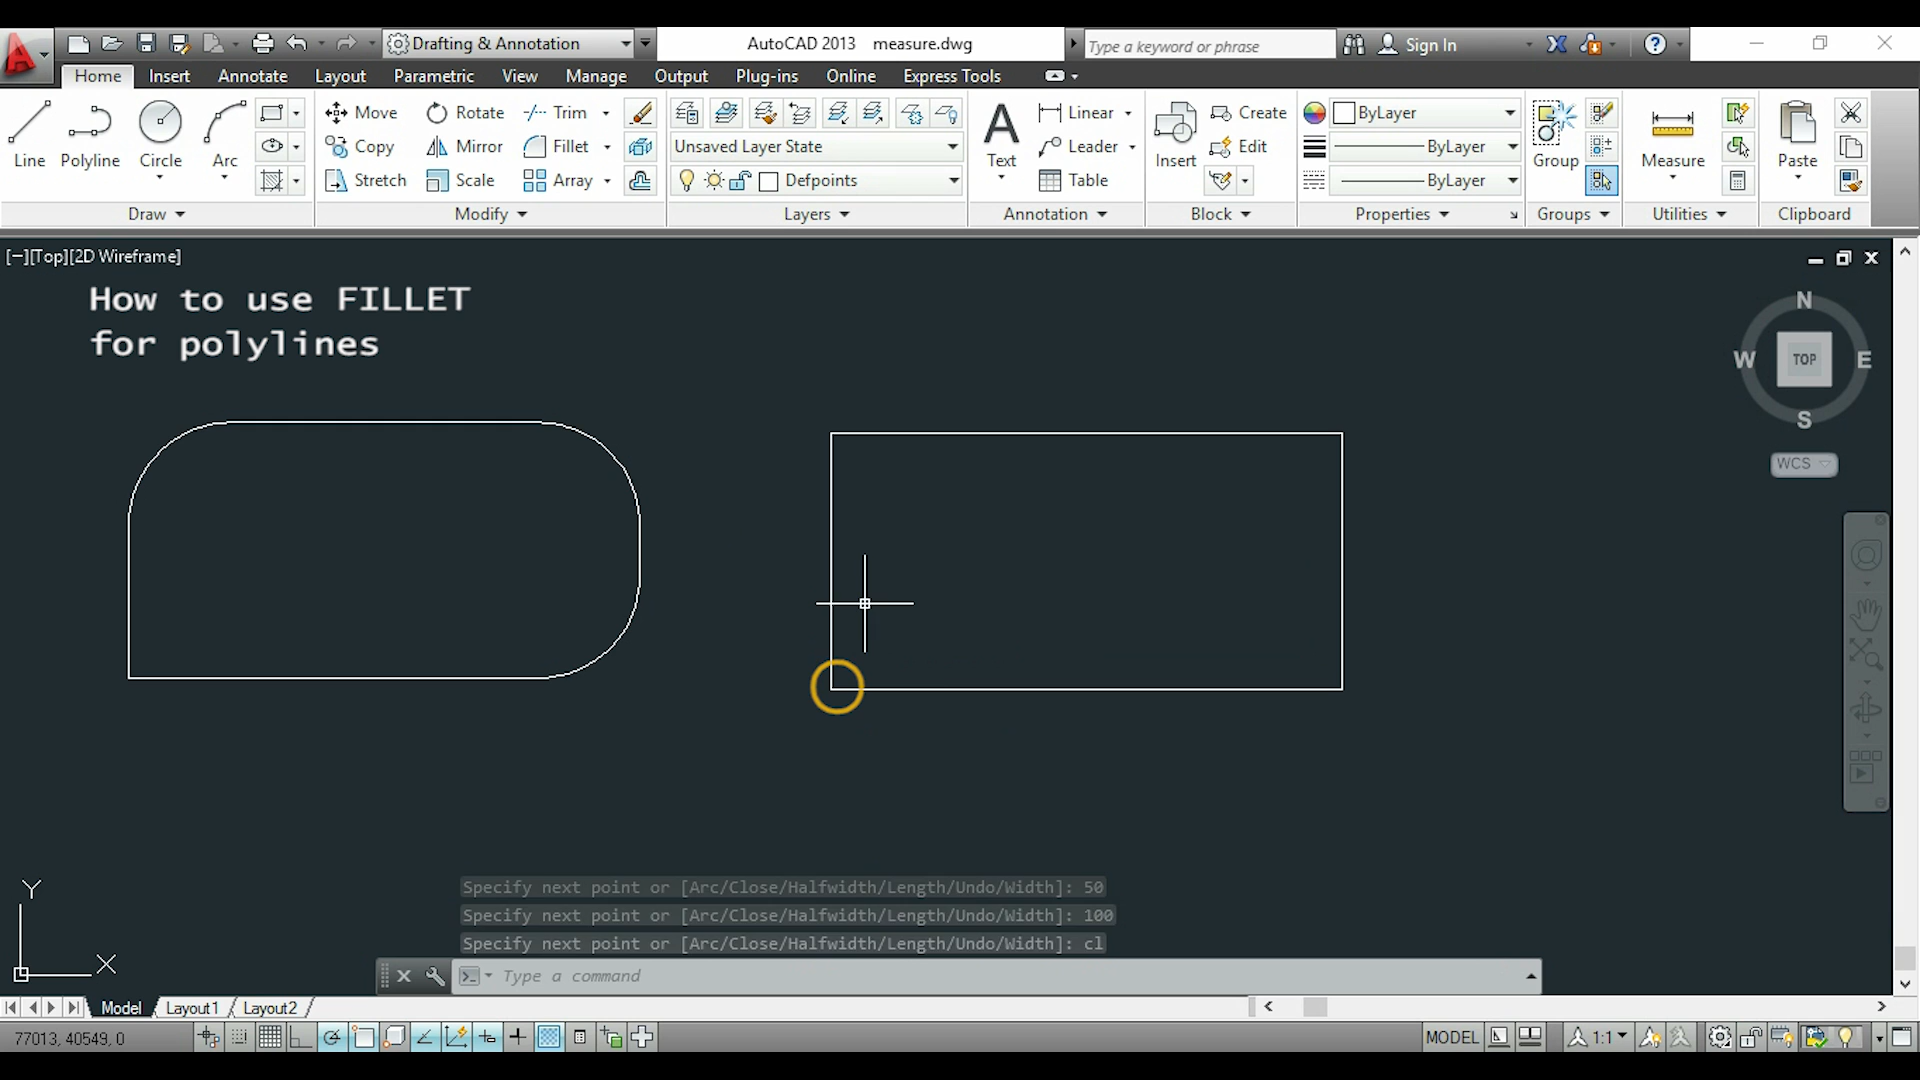 Drafting & Annotation
AutoCAD 2013 measure.dwg
Type a keyword or phrase
Sign In
Home Insert Annotate Layout Parametric View Manage Output Plug-ins Online Express Tools
Line Polyline Circle Arc
Move Rotate Trim
Copy Mirror Fillet
Stretch Scale Array
Unsaved Layer State
Defpoints
Text
Linear
Leader
Table
Insert
Create
Edit
ByLayer
ByLayer
ByLayer
Group
Measure
Paste
Draw Modify Layers Annotation Block Properties Groups Utilities Clipboard
[−][Top][2D Wireframe]
How to use FILLET
for polylines
N
W TOP E
S
WCS
Specify next point or [Arc/Close/Halfwidth/Length/Undo/Width]: 50
Specify next point or [Arc/Close/Halfwidth/Length/Undo/Width]: 100
Specify next point or [Arc/Close/Halfwidth/Length/Undo/Width]: cl
Y
X
Type a command
Model Layout1 Layout2
77013, 40549, 0
MODEL
1:1